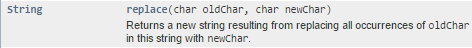 String replace(char oldChar, char newChar)
Returns a new string resulting from replacing all occurrences of oldChar
in this string with newChar.